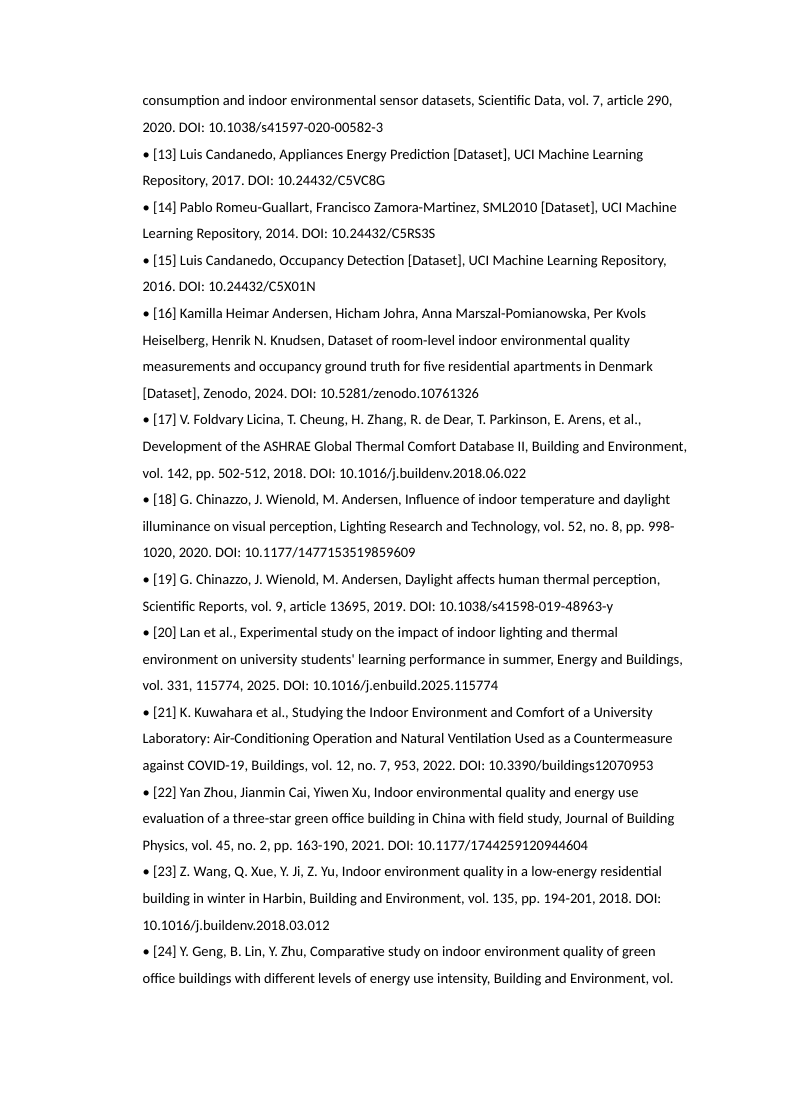 consumption and indoor environmental sensor datasets, Scientific Data, vol. 7, article 290,
2020. DOI: 10.1038/s41597-020-00582-3
• [13] Luis Candanedo, Appliances Energy Prediction [Dataset], UCI Machine Learning
Repository, 2017. DOI: 10.24432/C5VC8G
• [14] Pablo Romeu-Guallart, Francisco Zamora-Martinez, SML2010 [Dataset], UCI Machine
Learning Repository, 2014. DOI: 10.24432/C5RS3S
• [15] Luis Candanedo, Occupancy Detection [Dataset], UCI Machine Learning Repository,
2016. DOI: 10.24432/C5X01N
• [16] Kamilla Heimar Andersen, Hicham Johra, Anna Marszal-Pomianowska, Per Kvols
Heiselberg, Henrik N. Knudsen, Dataset of room-level indoor environmental quality
measurements and occupancy ground truth for five residential apartments in Denmark
[Dataset], Zenodo, 2024. DOI: 10.5281/zenodo.10761326
• [17] V. Foldvary Licina, T. Cheung, H. Zhang, R. de Dear, T. Parkinson, E. Arens, et al.,
Development of the ASHRAE Global Thermal Comfort Database II, Building and Environment,
vol. 142, pp. 502-512, 2018. DOI: 10.1016/j.buildenv.2018.06.022
• [18] G. Chinazzo, J. Wienold, M. Andersen, Influence of indoor temperature and daylight
illuminance on visual perception, Lighting Research and Technology, vol. 52, no. 8, pp. 998-
1020, 2020. DOI: 10.1177/1477153519859609
• [19] G. Chinazzo, J. Wienold, M. Andersen, Daylight affects human thermal perception,
Scientific Reports, vol. 9, article 13695, 2019. DOI: 10.1038/s41598-019-48963-y
• [20] Lan et al., Experimental study on the impact of indoor lighting and thermal
environment on university students' learning performance in summer, Energy and Buildings,
vol. 331, 115774, 2025. DOI: 10.1016/j.enbuild.2025.115774
• [21] K. Kuwahara et al., Studying the Indoor Environment and Comfort of a University
Laboratory: Air-Conditioning Operation and Natural Ventilation Used as a Countermeasure
against COVID-19, Buildings, vol. 12, no. 7, 953, 2022. DOI: 10.3390/buildings12070953
• [22] Yan Zhou, Jianmin Cai, Yiwen Xu, Indoor environmental quality and energy use
evaluation of a three-star green office building in China with field study, Journal of Building
Physics, vol. 45, no. 2, pp. 163-190, 2021. DOI: 10.1177/1744259120944604
• [23] Z. Wang, Q. Xue, Y. Ji, Z. Yu, Indoor environment quality in a low-energy residential
building in winter in Harbin, Building and Environment, vol. 135, pp. 194-201, 2018. DOI:
10.1016/j.buildenv.2018.03.012
• [24] Y. Geng, B. Lin, Y. Zhu, Comparative study on indoor environment quality of green
office buildings with different levels of energy use intensity, Building and Environment, vol.